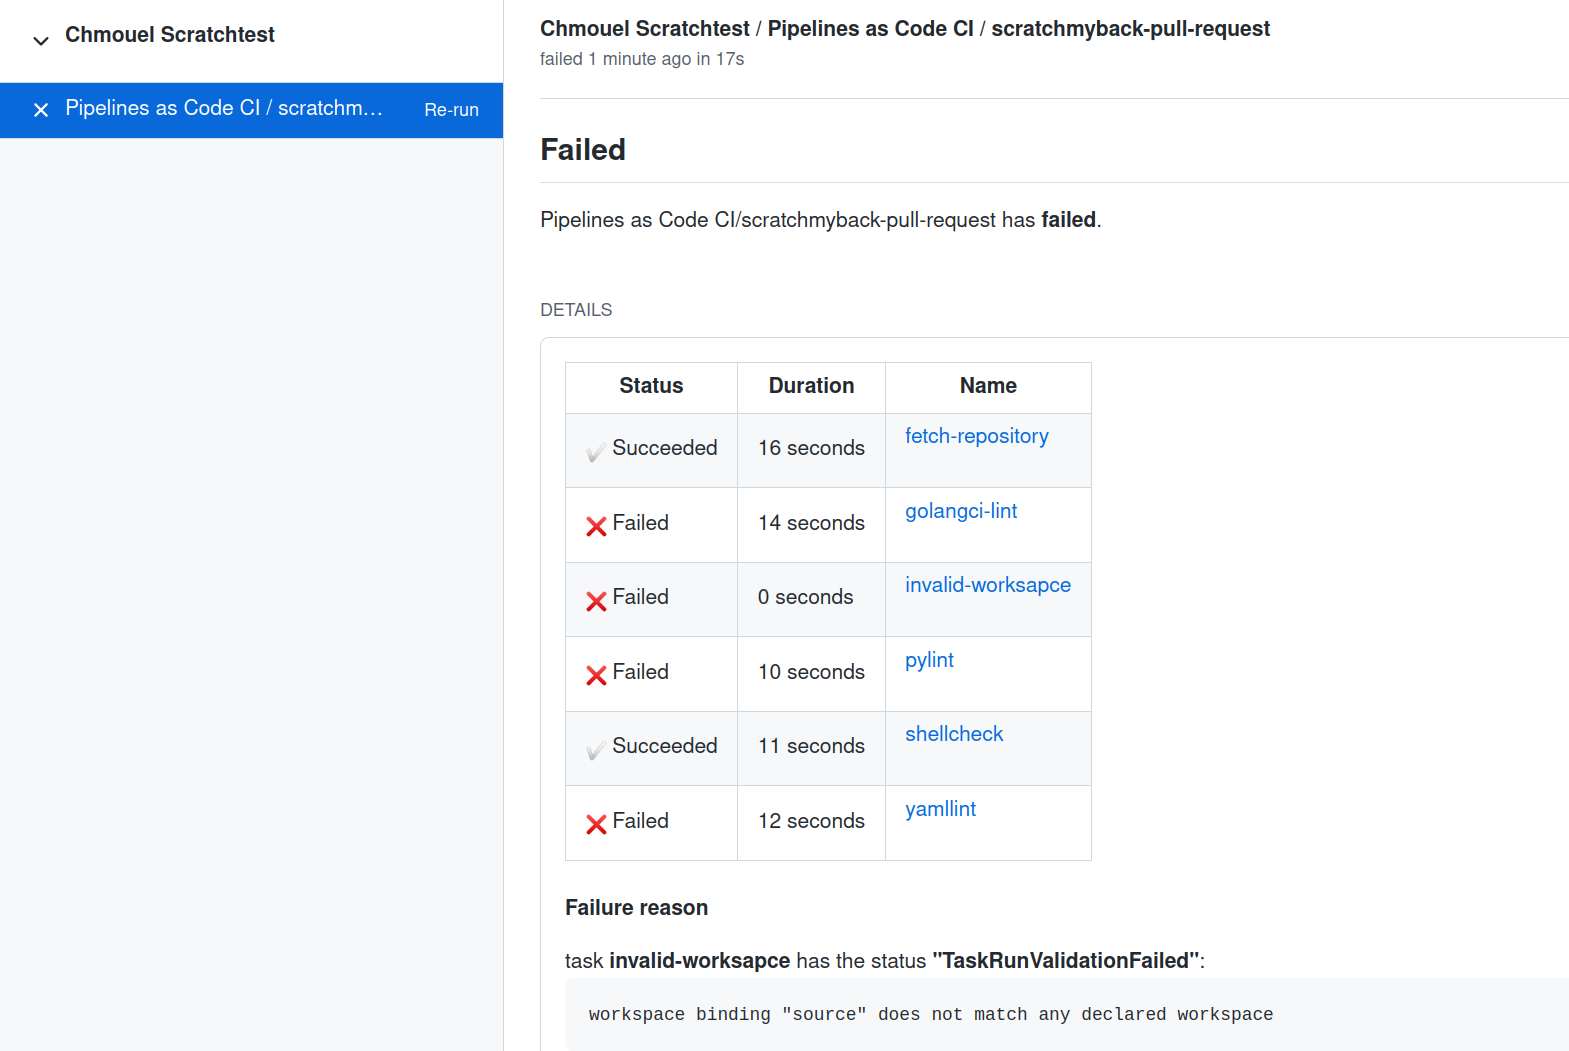 Chmouel Scratchtest
Pipelines as Code CI / scratchm… Re-run
Chmouel Scratchtest / Pipelines as Code CI / scratchmyback-pull-request
failed 1 minute ago in 17s
Failed
Pipelines as Code CI/scratchmyback-pull-request has failed.
DETAILS
Status Duration Name
Succeeded 16 seconds fetch-repository
Failed 14 seconds golangci-lint
Failed 0 seconds invalid-worksapce
Failed 10 seconds pylint
Succeeded 11 seconds shellcheck
Failed 12 seconds yamllint
Failure reason
task invalid-worksapce has the status "TaskRunValidationFailed":
workspace binding "source" does not match any declared workspace